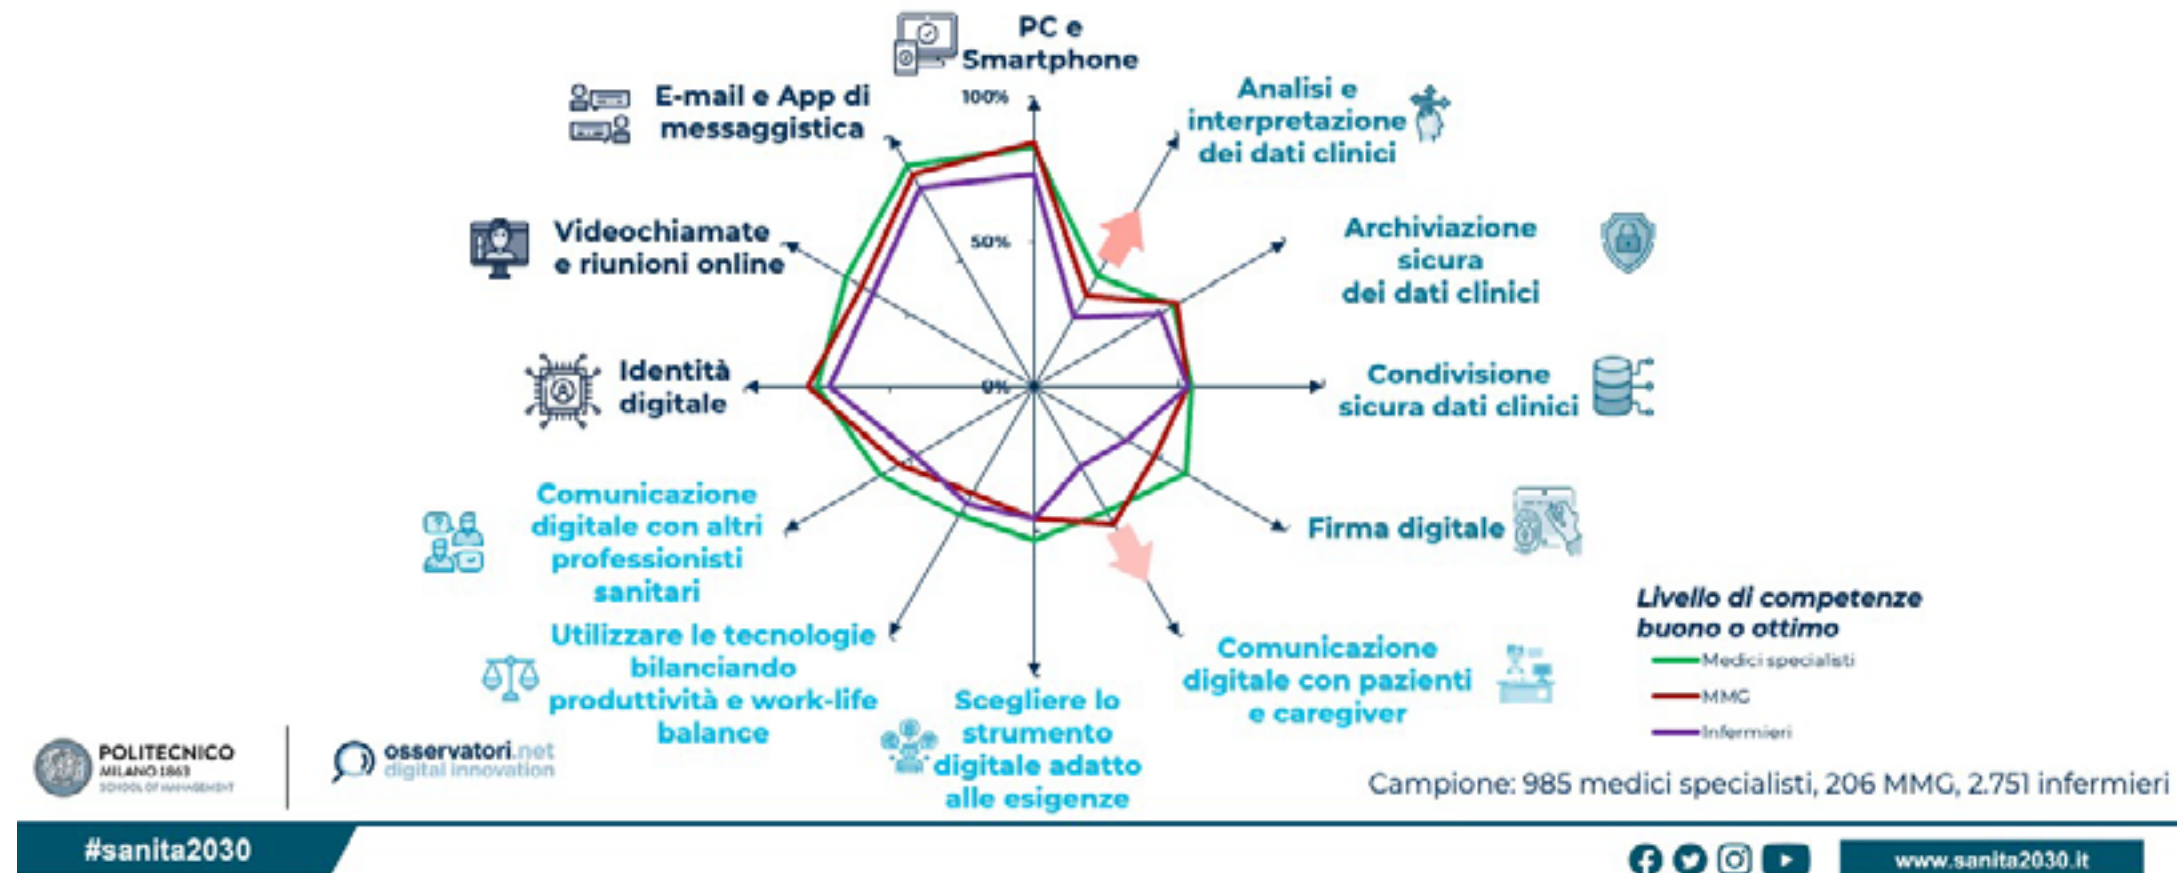 PC e
Smartphone
100%
50%
0%
Analisi e
interpretazione
dei dati clinici
Archiviazione
sicura
dei dati clinici
Condivisione
sicura dati clinici
Firma digitale
Comunicazione
digitale con pazienti
e caregiver
Scegliere lo
strumento
digitale adatto
alle esigenze
Utilizzare le tecnologie
bilanciando
produttività e work-life
balance
Comunicazione
digitale con altri
professionisti
sanitari
Identità
digitale
Videochiamate
e riunioni online
E-mail e App di
messaggistica
Livello di competenze
buono o ottimo
Medici specialisti
MMG
Infermieri
Campione: 985 medici specialisti, 206 MMG, 2.751 infermieri
POLITECNICO
MILANO 1863
SCHOOL OF MANAGEMENT
osservatori.net
digital innovation
#sanita2030
www.sanita2030.it